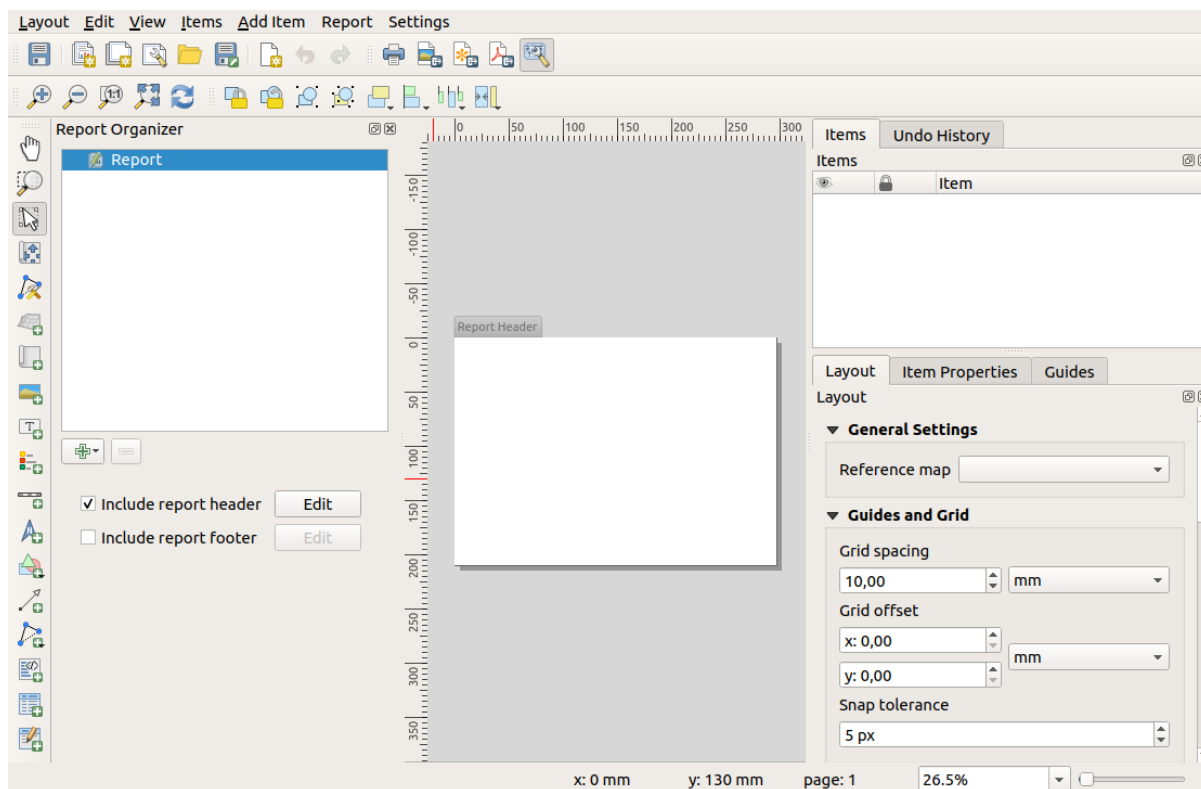 Layout Edit View Items Add Item Report Settings
1:1
Report Organizer
Report
Include report header Edit
Include report footer Edit
0 50 100 150 200 250 300
-150
-100
-50
0
50
100
150
200
250
300
350
Report Header
Items Undo History
Items
Item
Layout Item Properties Guides
Layout
General Settings
Reference map
Guides and Grid
Grid spacing
10,00 mm
Grid offset
x: 0,00
mm
y: 0,00
Snap tolerance
5 px
x: 0 mm y: 130 mm page: 1 26.5%